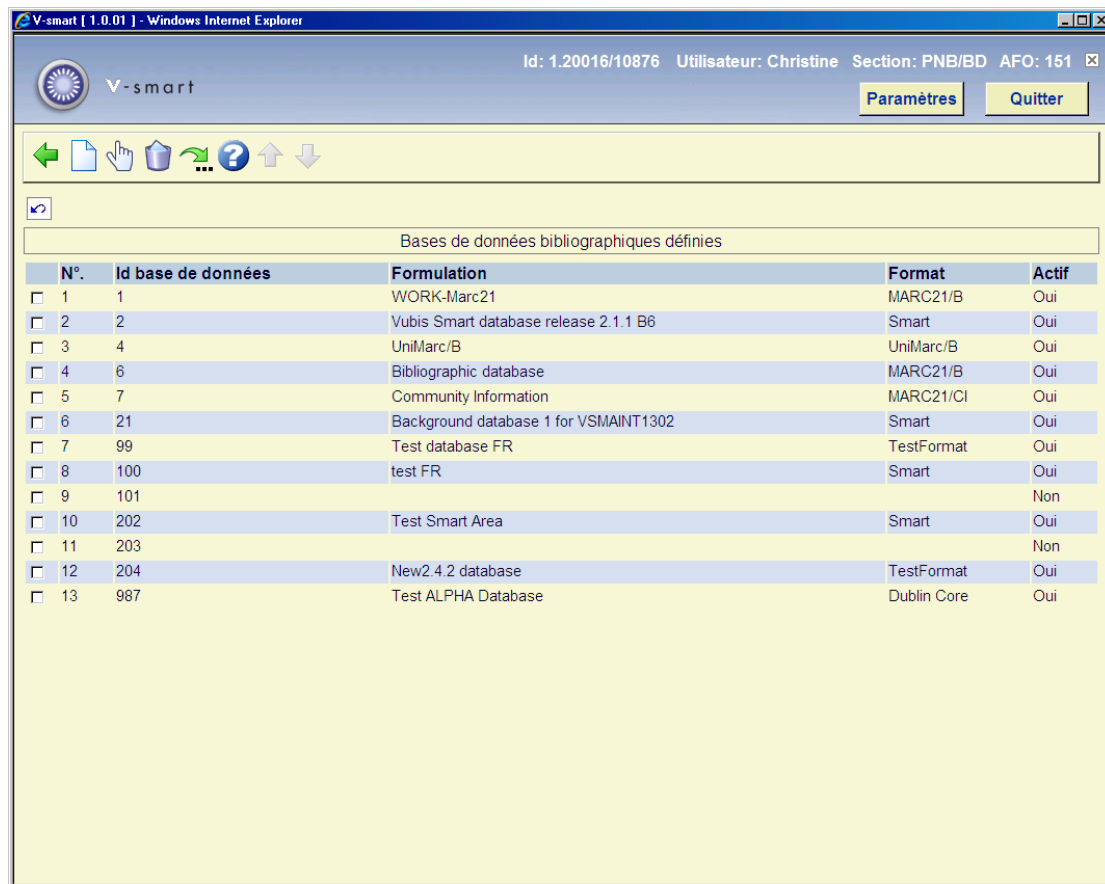 V-smart [ 1.0.01 ] - Windows Internet Explorer
Id: 1.20016/10876 Utilisateur: Christine Section: PNB/BD AFO: 151
V-smart
Paramètres Quitter
Bases de données bibliographiques définies
N°. Id base de données Formulation Format Actif
1 1 WORK-Marc21 MARC21/B Oui
2 2 Vubis Smart database release 2.1.1 B6 Smart Oui
3 4 UniMarc/B UniMarc/B Oui
4 6 Bibliographic database MARC21/B Oui
5 7 Community Information MARC21/CI Oui
6 21 Background database 1 for VSMAINT1302 Smart Oui
7 99 Test database FR TestFormat Oui
8 100 test FR Smart Oui
9 101 Non
10 202 Test Smart Area Smart Oui
11 203 Non
12 204 New2.4.2 database TestFormat Oui
13 987 Test ALPHA Database Dublin Core Oui